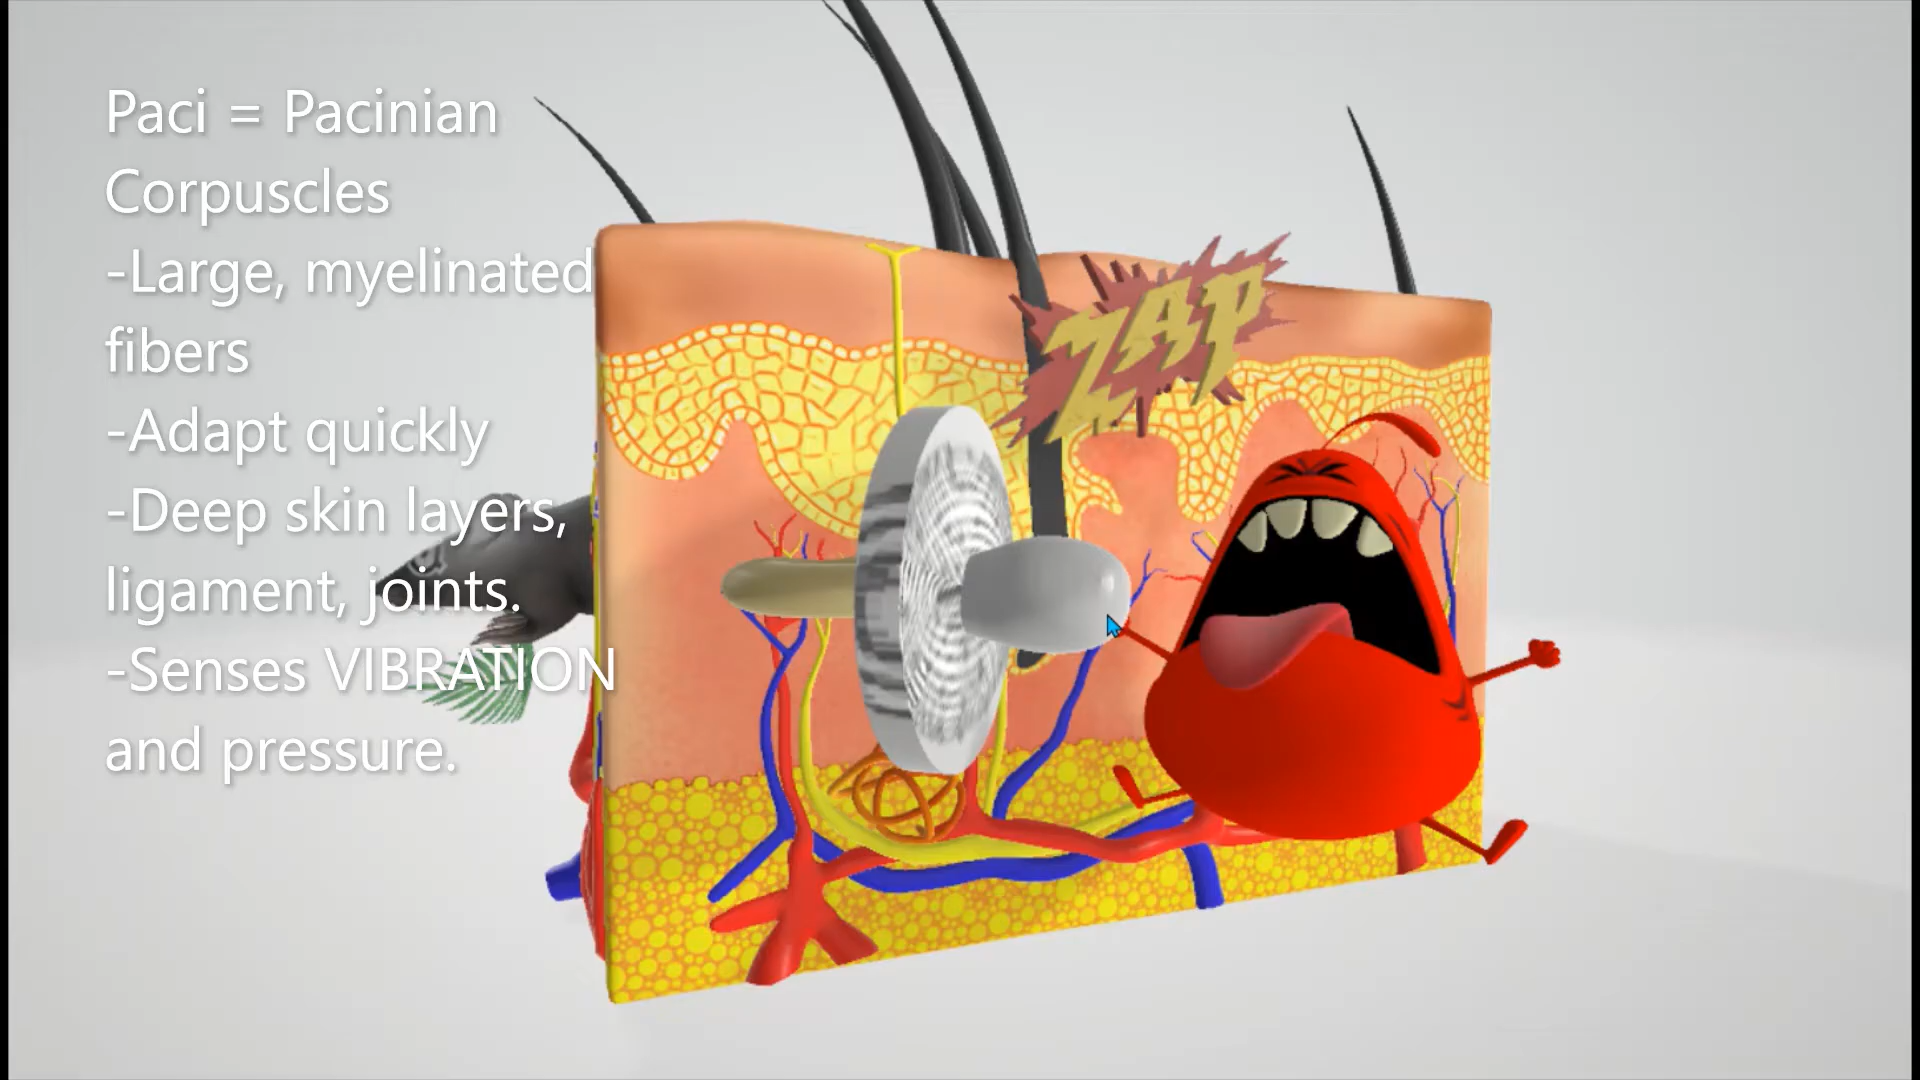 Paci = Pacinian
Corpuscles
-Large, myelinated
fibers
-Adapt quickly
-Deep skin layers,
ligament, joints.
-Senses VIBRATION
and pressure.
ZAP